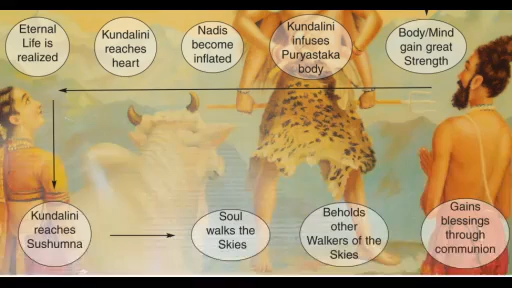 Eternal
Life is
realized
Kundalini
reaches
heart
Nadis
become
inflated
Kundalini
infuses
Puryastaka
body
Body/Mind
gain great
Strength
Kundalini
reaches
Sushumna
Soul
walks the
Skies
Beholds
other
Walkers of the
Skies
Gains
blessings
through
communion